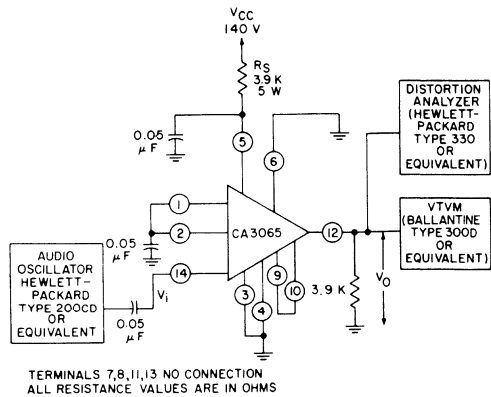 VCC
140 V
RS
3.9 K
5 W
0.05
μF
5
6
DISTORTION
ANALYZER
(HEWLETT-
PACKARD
TYPE 330
OR
EQUIVALENT)
1
2
CA3065
12
VTVM
(BALLANTINE
TYPE 300D
OR
EQUIVALENT)
0.05
μF
14
AUDIO
OSCILLATOR
HEWLETT-
PACKARD
TYPE 200CD
OR
EQUIVALENT
Vi
0.05
μF
3
4
9
10
3.9 K
VO
TERMINALS 7,8,11,13 NO CONNECTION
ALL RESISTANCE VALUES ARE IN OHMS